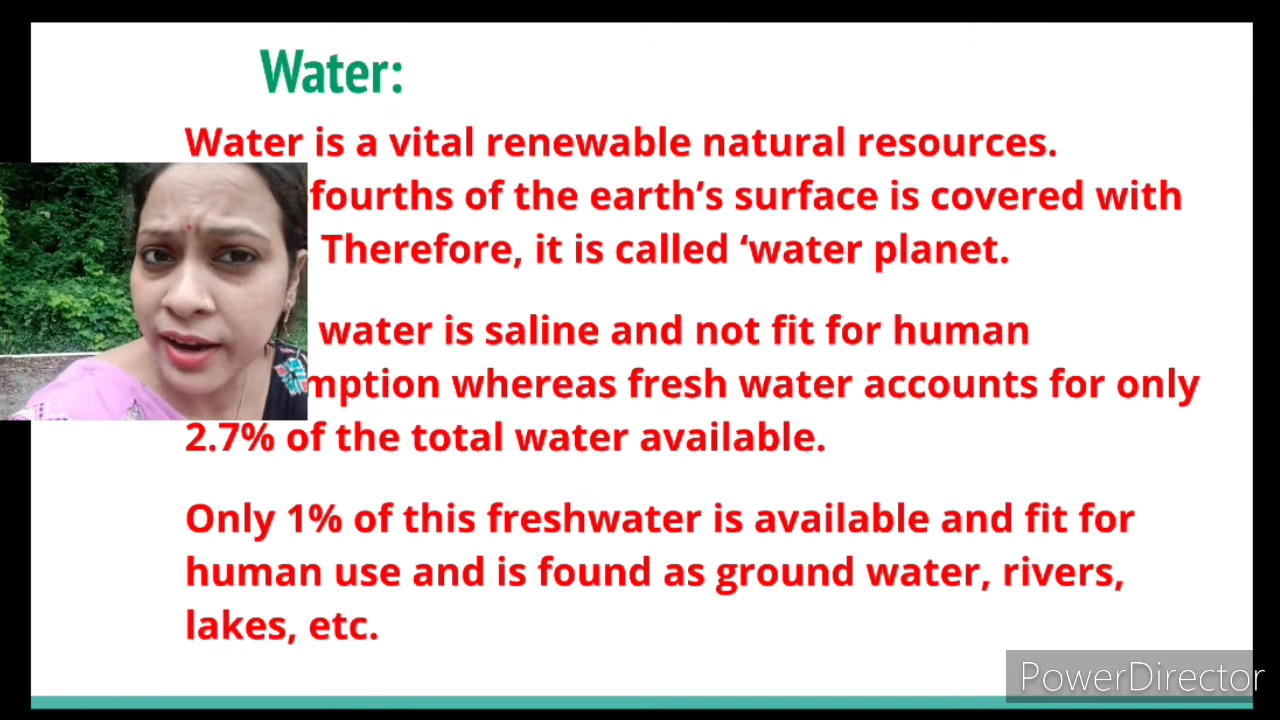 Water:
Water is a vital renewable natural resources.
fourths of the earth's surface is covered with
Therefore, it is called ‘water planet.
water is saline and not fit for human
mption whereas fresh water accounts for only
2.7% of the total water available.
Only 1% of this freshwater is available and fit for
human use and is found as ground water, rivers,
lakes, etc.
PowerDirector